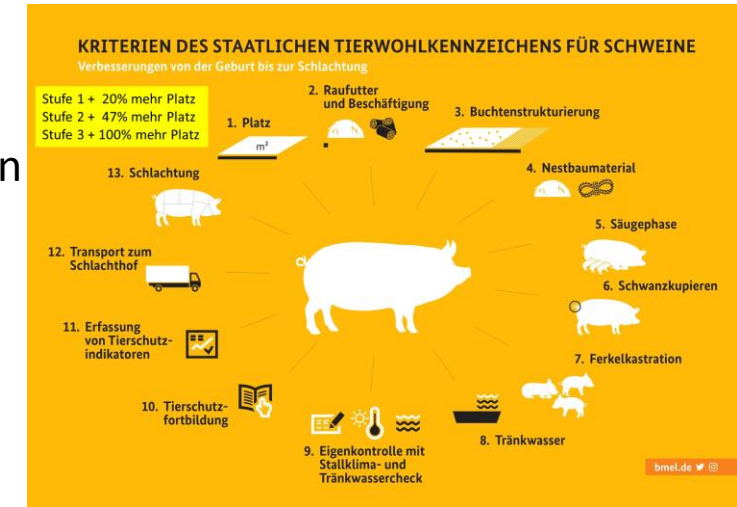 KRITERIEN DES STAATLICHEN TIERWOHLKENNZEICHENS FÜR SCHWEINE
Verbesserungen von der Geburt bis zur Schlachtung
Stufe 1 + 20% mehr Platz
Stufe 2 + 47% mehr Platz
Stufe 3 + 100% mehr Platz
n
1. Platz
m²
2. Raufutter
und Beschäftigung
3. Buchtenstrukturierung
4. Nestbaumaterial
5. Säugephase
6. Schwanzkupieren
7. Ferkelkastration
8. Tränkwasser
9. Eigenkontrolle mit
Stallklima- und
Tränkwassercheck
10. Tierschutz-
fortbildung
11. Erfassung
von Tierschutz-
indikatoren
12. Transport zum
Schlachthof
13. Schlachtung
bmel.de